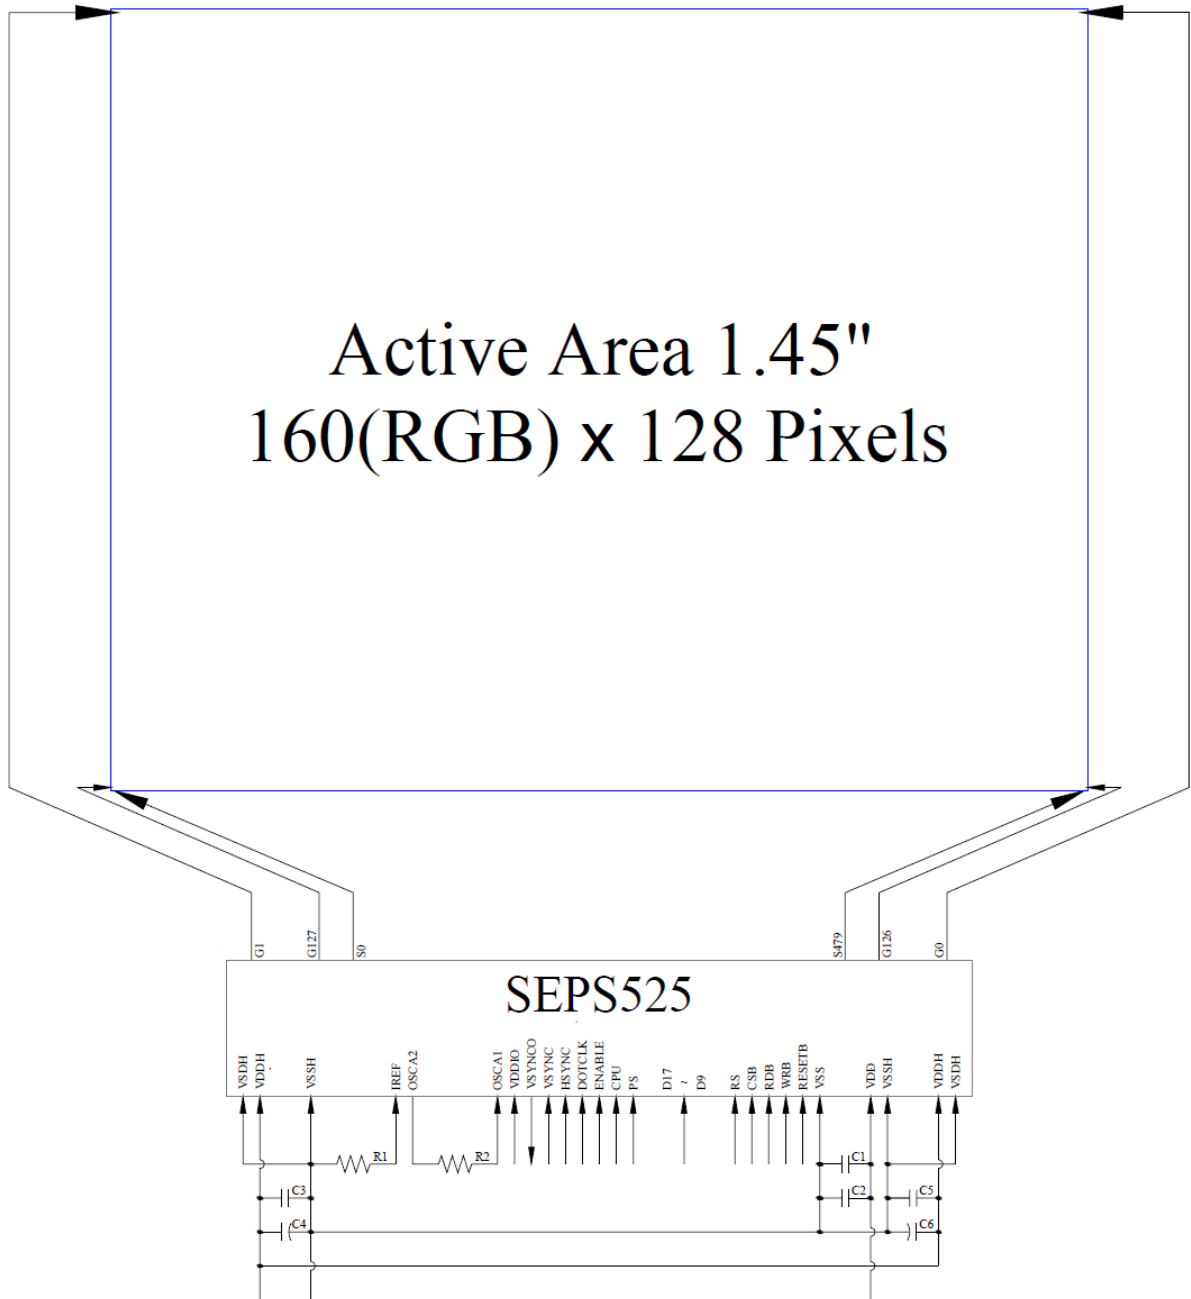 Active Area 1.45"
160(RGB) x 128 Pixels
G1
G127
S0
S479
G126
G0
SEPS525
VSDH
VDDH
VSSH
IREF
OSCA2
OSCA1
VDDIO
VSYNCO
VSYNC
HSYNC
DOTCLK
ENABLE
CPU
PS
D17
~
D9
RS
CSB
RDB
WRB
RESETB
VSS
VDD
VSSH
VDDH
VSDH
R1
R2
C1
C3
C2
C5
C4
C6